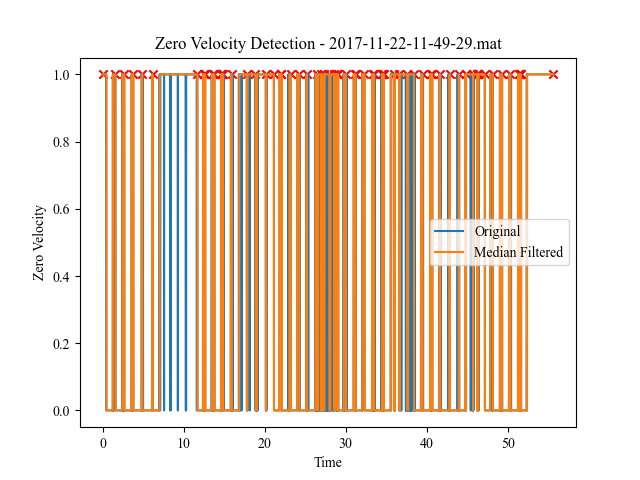 Zero Velocity Detection - 2017-11-22-11-49-29.mat
1.0
0.8
0.6
0.4
0.2
0.0
Zero Velocity
Original
Median Filtered
0
10
20
30
40
50
Time